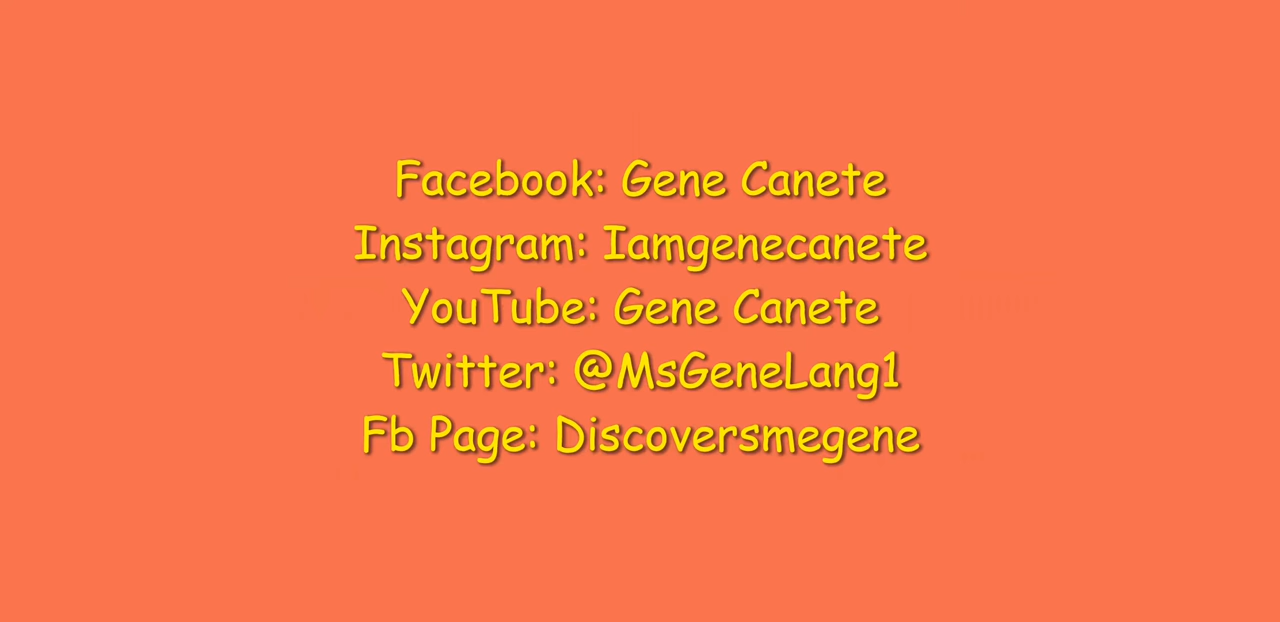 Facebook: Gene Canete
Instagram: Iamgenecanete
YouTube: Gene Canete
Twitter: @MsGeneLang1
Fb Page: Discoversmegene